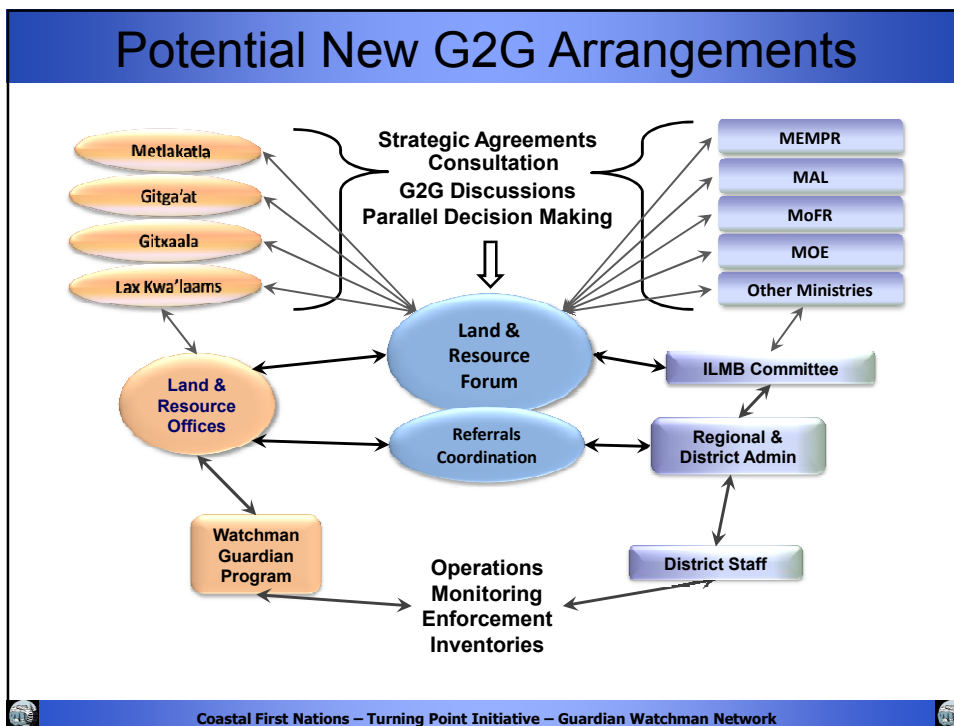 Potential New G2G Arrangements
Metlakatla
Gitga'at
Gitxaala
Lax Kwa'laams
Strategic Agreements
Consultation
G2G Discussions
Parallel Decision Making
MEMPR
MAL
MoFR
MOE
Other Ministries
Land &
Resource
Forum
Land &
Resource
Offices
Referrals
Coordination
ILMB Committee
Regional &
District Admin
Watchman
Guardian
Program
District Staff
Operations
Monitoring
Enforcement
Inventories
Coastal First Nations – Turning Point Initiative – Guardian Watchman Network